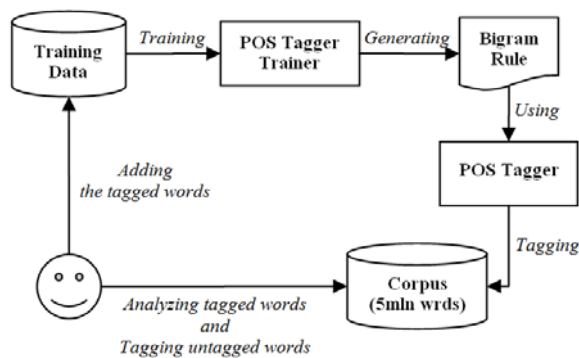 Training
Data
Training
POS Tagger
Trainer
Generating
Bigram
Rule
Using
POS Tagger
Tagging
Adding
the tagged words
Corpus
(5mln wrds)
Analyzing tagged words
and
Tagging untagged words